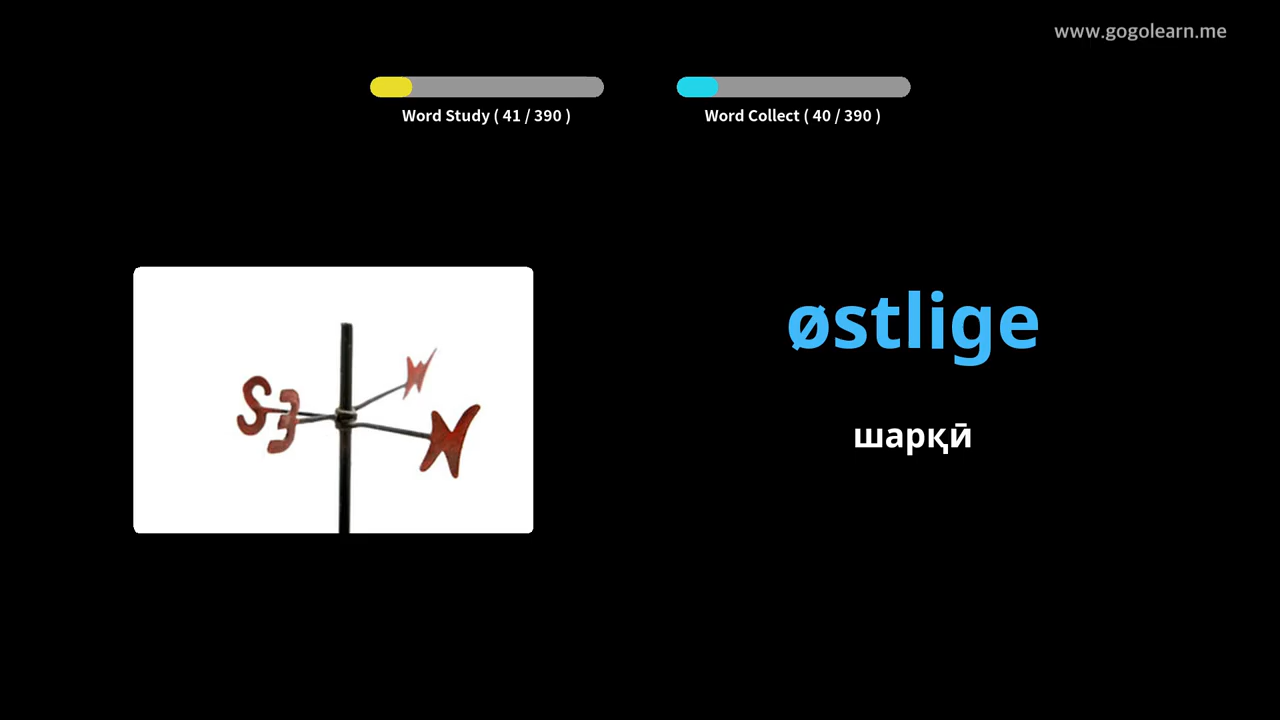 www.gogolearn.me
Word Study ( 41 / 390 )
Word Collect ( 40 / 390 )
østlige
шарқӣ
S
E
W
N